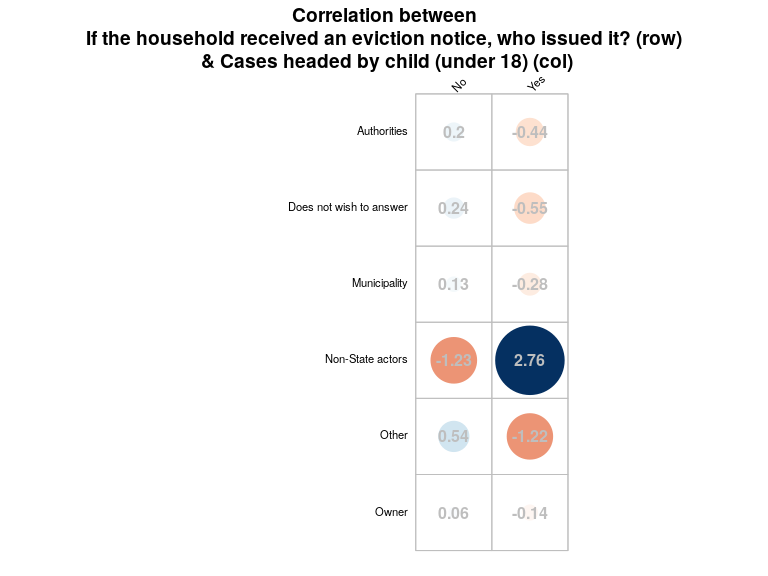 Correlation between
If the household received an eviction notice, who issued it? (row)
& Cases headed by child (under 18) (col)
No Yes
Authorities 0.2 -0.44
Does not wish to answer 0.24 -0.55
Municipality 0.13 -0.28
Non-State actors -1.23 2.76
Other 0.54 -1.22
Owner 0.06 -0.14